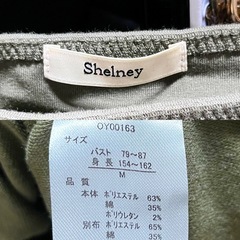 Shelney
OY00163
サイズ
バスト 79~87
身長 154~162
M
品質
本体 ポリエステル 63%
綿 35%
ポリウレタン 2%
別布 ポリエステル 65%
綿 35%